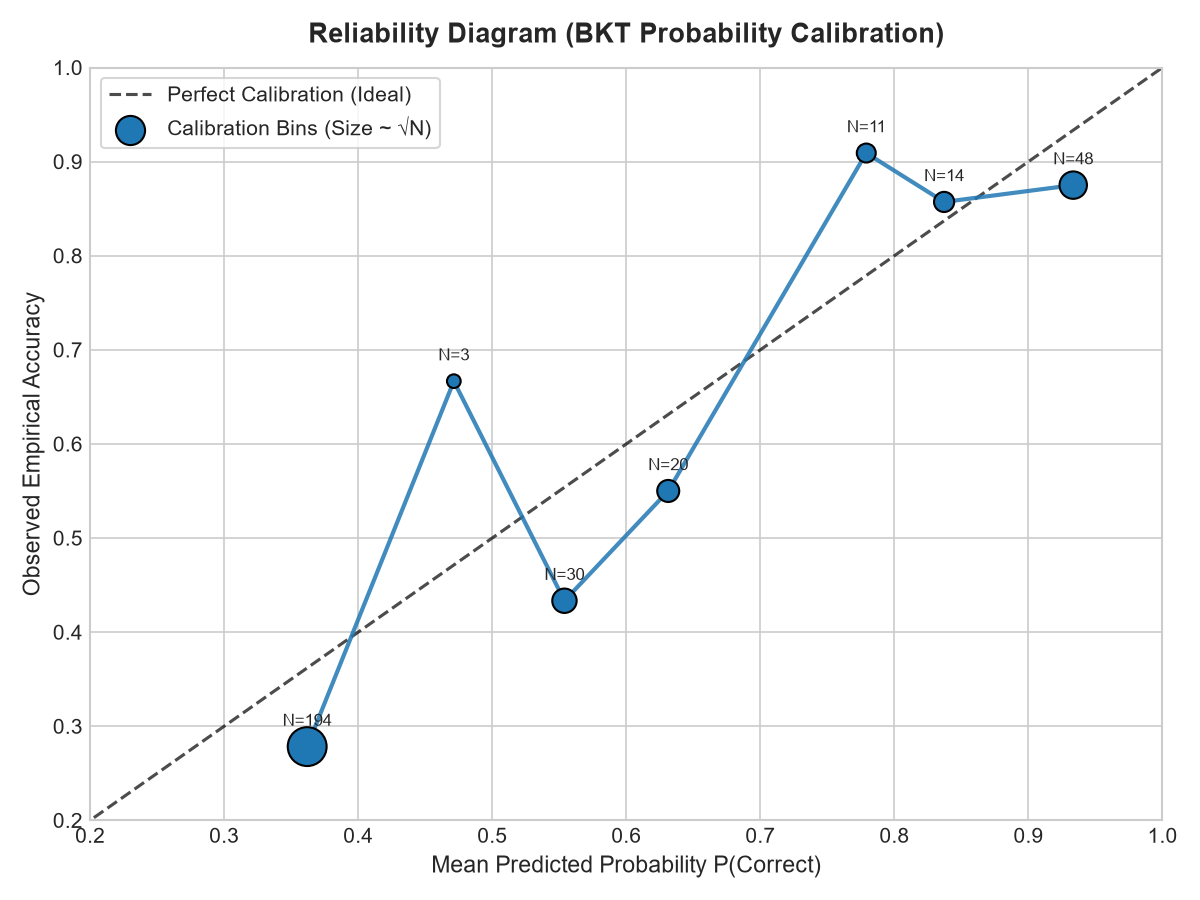 Reliability Diagram (BKT Probability Calibration)
Perfect Calibration (Ideal)
Calibration Bins (Size ~ √N)
1.0
0.9
0.8
0.7
0.6
0.5
0.4
0.3
0.2
Observed Empirical Accuracy
N=194
N=3
N=30
N=20
N=11
N=14
N=48
0.2 0.3 0.4 0.5 0.6 0.7 0.8 0.9 1.0
Mean Predicted Probability P(Correct)